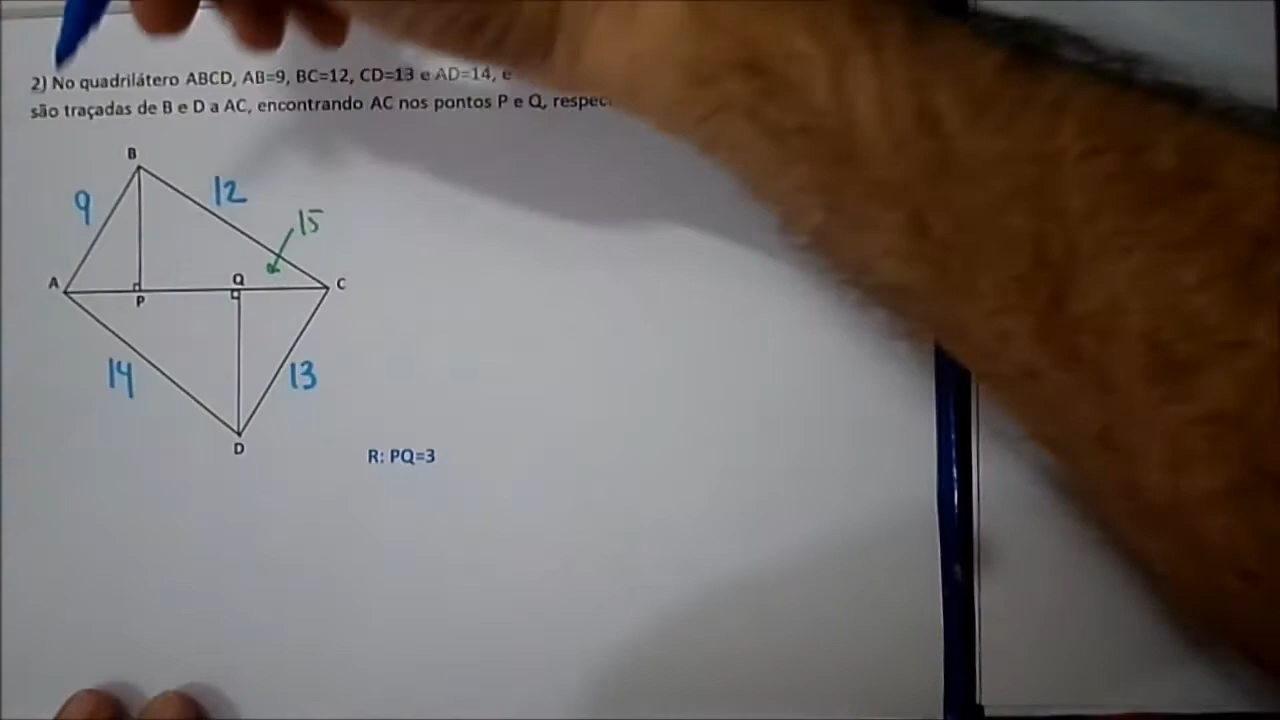 2) No quadrilátero ABCD, AB=9, BC=12, CD=13 e AD=14, e
são traçadas de B e D a AC, encontrando AC nos pontos P e Q,
B
9
12
15
A
P
Q
C
14
13
D
R: PQ=3